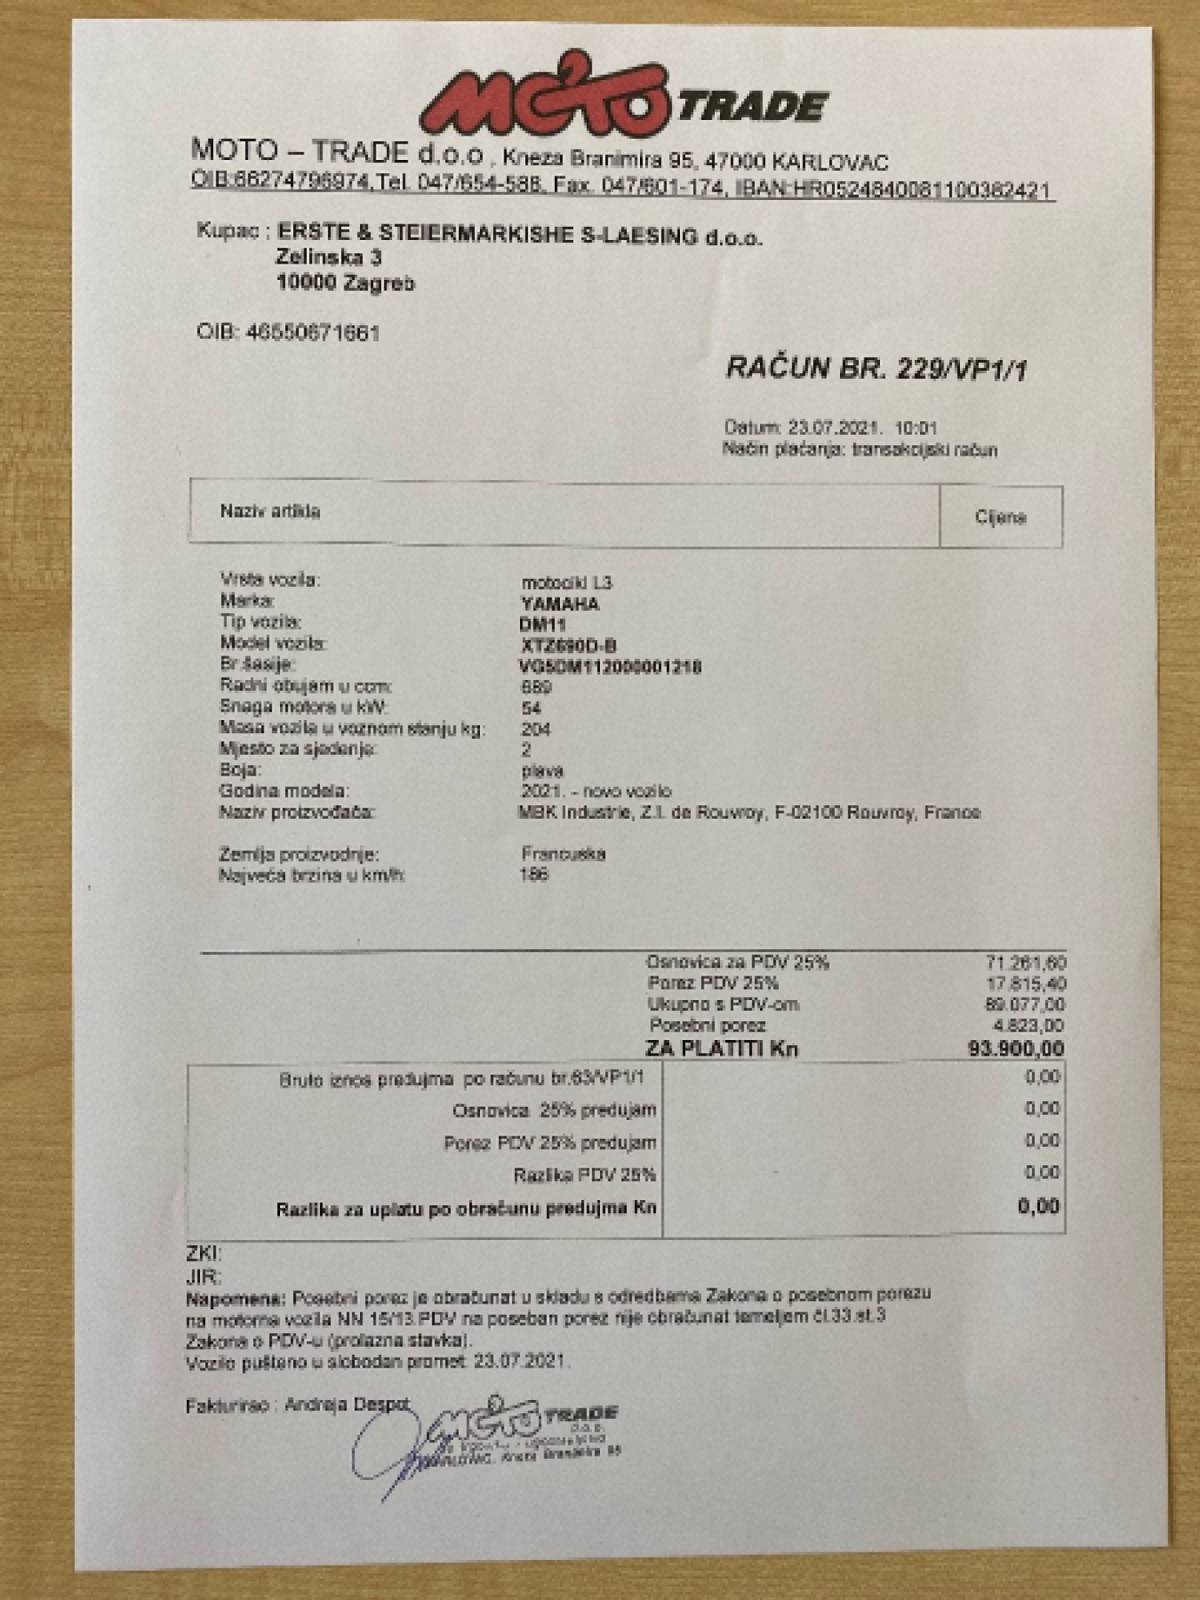 MOTO TRADE
MOTO – TRADE d.o.o , Kneza Branimira 95, 47000 KARLOVAC
OIB:66274796974,Tel. 047/654-588, Fax. 047/601-174, IBAN:HR0524840081100382421
Kupac : ERSTE & STEIERMARKISHE S-LAESING d.o.o.
Zelinska 3
10000 Zagreb
OIB: 46550671661
RAČUN BR. 229/VP1/1
Datum: 23.07.2021. 10:01
Način plaćanja: transakcijski račun
Naziv artikla Cijena
Vrsta vozila: motocikl L3
Marka: YAMAHA
Tip vozila: DM11
Model vozila: XTZ690D-B
Br.šasije: VG5DM112000001218
Radni obujam u ccm: 689
Snaga motora u kW: 54
Masa vozila u voznom stanju kg: 204
Mjesto za sjedenje: 2
Boja: plava
Godina modela: 2021. - novo vozilo
Naziv proizvođača: MBK Industrie, Z.I. de Rouvroy, F-02100 Rouvroy, France
Zemlja proizvodnje: Francuska
Najveća brzina u km/h: 186
Osnovica za PDV 25% 71.261,60
Porez PDV 25% 17.815,40
Ukupno s PDV-om 89.077,00
Posebni porez 4.823,00
ZA PLATITI Kn 93.900,00
Bruto iznos predujma po računu br.63/VP1/1 0,00
Osnovica 25% predujam 0,00
Porez PDV 25% predujam 0,00
Razlika PDV 25% 0,00
Razlika za uplatu po obračunu predujma Kn 0,00
ZKI:
JIR:
Napomena: Posebni porez je obračunat u skladu s odredbama Zakona o posebnom porezu
na motorna vozila NN 15/13.PDV na poseban porez nije obračunat temeljem čl.33.st.3
Zakona o PDV-u (prolazna stavka).
Vozilo pušteno u slobodan promet: 23.07.2021.
Fakturirao : Andreja Despot
MOTO TRADE
d.o.o.
KARLOVAC, Kneza Branimira 95